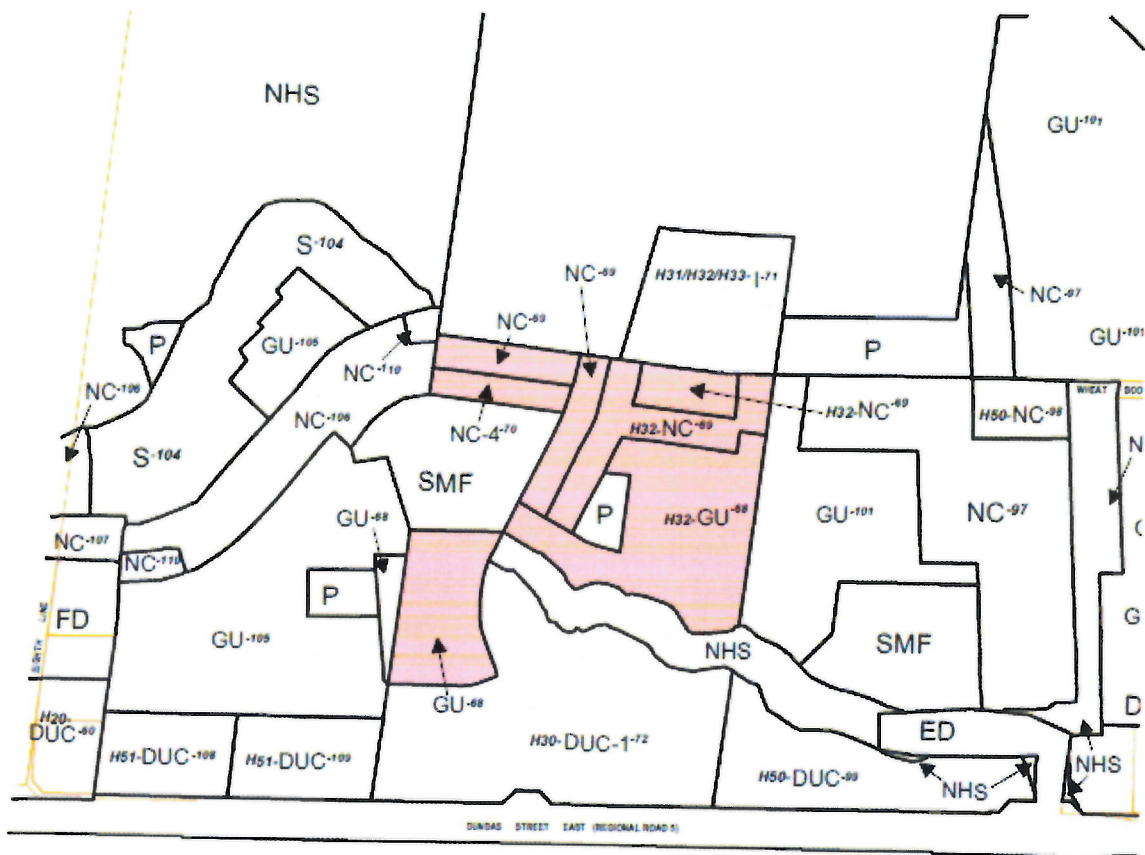 NHS
GU-101
S-104
NC-69
H31/H32/H33-I-71
NC-97
P
GU-105
NC-69
P
GU-101
NC-110
NC-106
WHEAT BOO
NC-106
NC-4-70
H32-NC-69
H32-NC-69
H50-NC-98
N
S-104
SMF
GU-68
P
H32-GU-68
GU-101
NC-97
NC-107
NC-110
FD
P
EIGHTH LINE
GU-105
NHS
SMF
G
GU-68
H20-
DUC-60
D
ED
H51-DUC-108
H51-DUC-109
H30-DUC-1-72
H50-DUC-99
NHS
NHS
DUNDAS STREET EAST (REGIONAL ROAD 5)